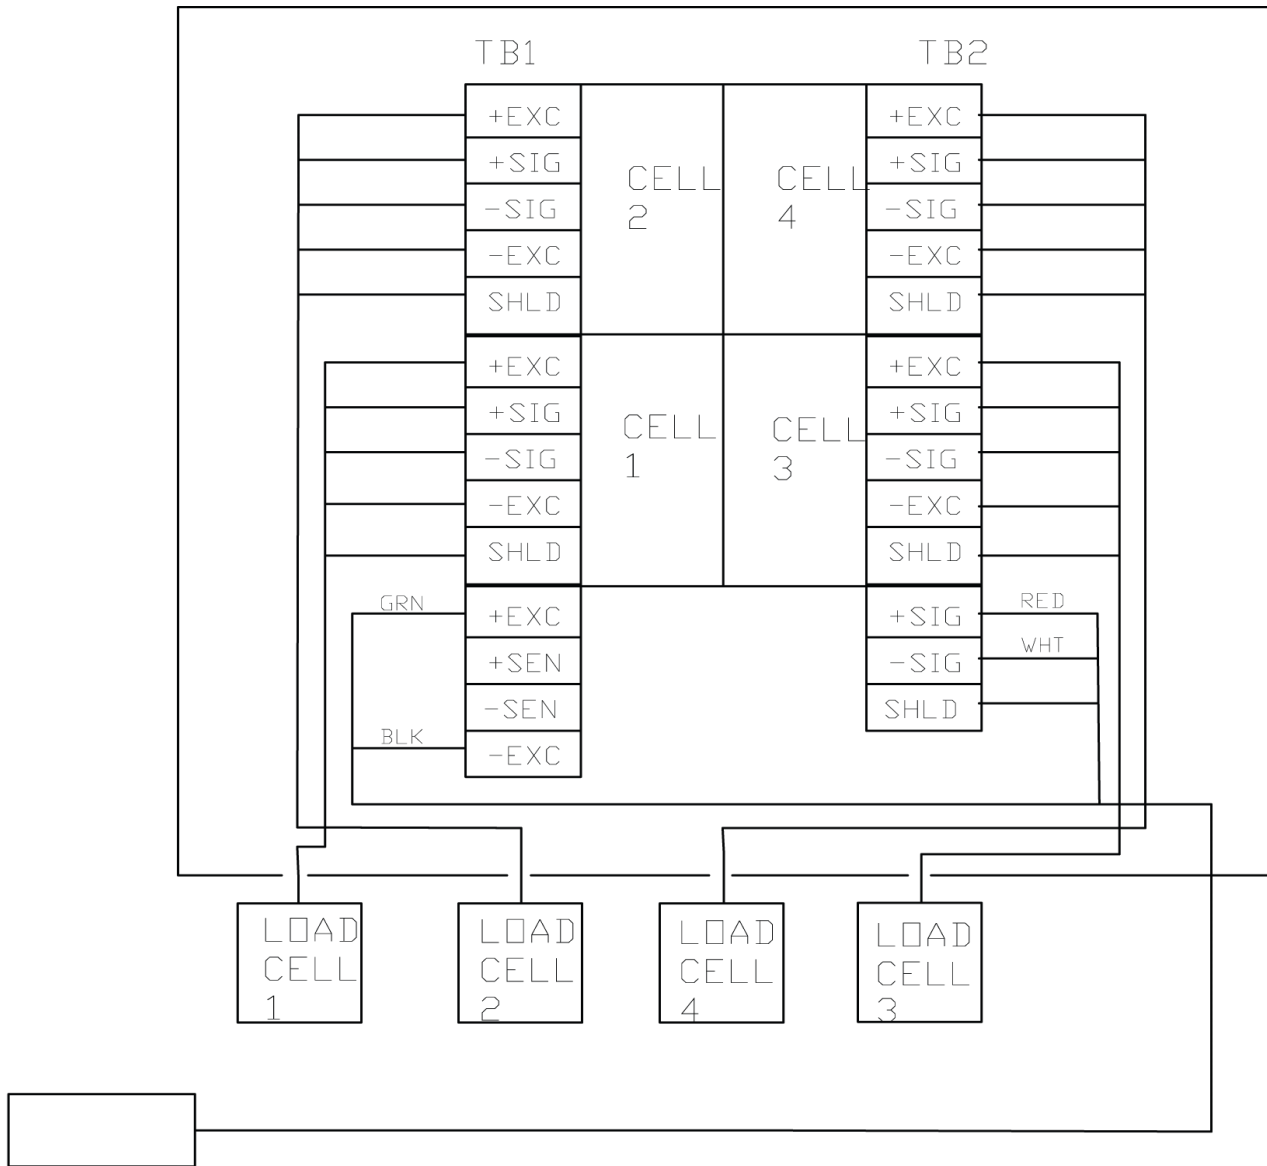 TB1
TB2
+EXC
+SIG
-SIG
-EXC
SHLD
CELL
2
CELL
4
+EXC
+SIG
-SIG
-EXC
SHLD
+EXC
+SIG
-SIG
-EXC
SHLD
CELL
1
CELL
3
+EXC
+SIG
-SIG
-EXC
SHLD
GRN
+EXC
+SEN
-SEN
BLK
-EXC
+SIG
RED
-SIG
WHT
SHLD
LOAD
CELL
1
LOAD
CELL
2
LOAD
CELL
4
LOAD
CELL
3